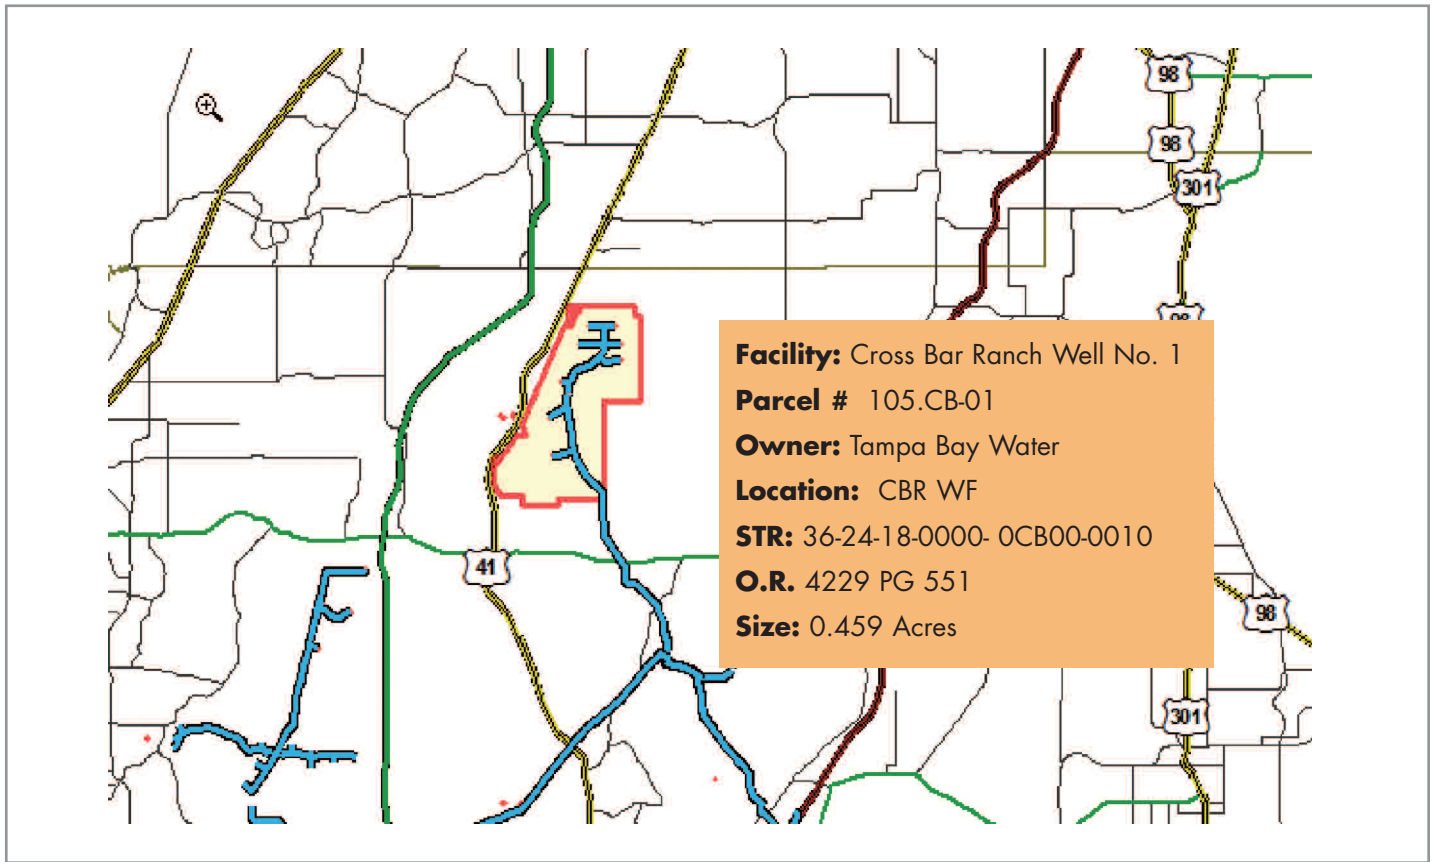 98
98
301
Facility: Cross Bar Ranch Well No. 1
Parcel # 105.CB-01
Owner: Tampa Bay Water
Location: CBR WF
STR: 36-24-18-0000- 0CB00-0010
O.R. 4229 PG 551
Size: 0.459 Acres
41
98
301